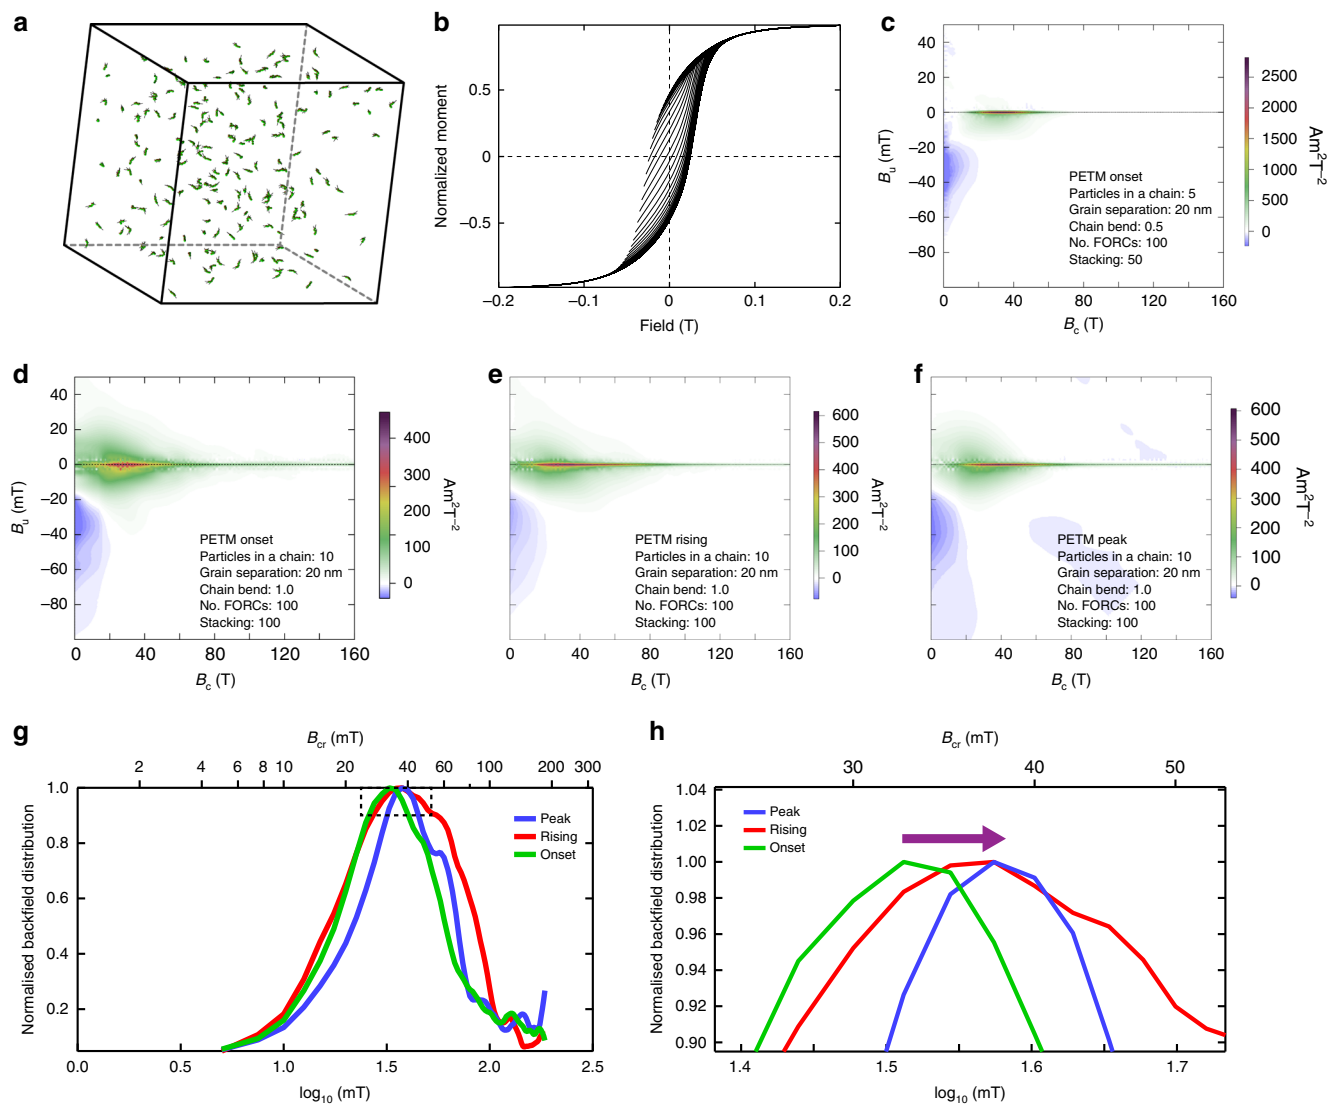 a
b
c
Normalized moment
0.5
0
−0.5
−0.2
−0.1
0
0.1
0.2
Field (T)
40
20
0
−20
−40
−60
−80
Bu (mT)
PETM onset
Particles in a chain: 5
Grain separation: 20 nm
Chain bend: 0.5
No. FORCs: 100
Stacking: 50
0
40
80
120
160
Bc (T)
2500
2000
1500
1000
500
0
Am²T⁻²
d
e
f
40
20
0
−20
−40
−60
−80
Bu (mT)
PETM onset
Particles in a chain: 10
Grain separation: 20 nm
Chain bend: 1.0
No. FORCs: 100
Stacking: 100
0
40
80
120
160
Bc (T)
400
300
200
100
0
Am²T⁻²
PETM rising
Particles in a chain: 10
Grain separation: 20 nm
Chain bend: 1.0
No. FORCs: 100
Stacking: 100
0
40
80
120
160
Bc (T)
600
500
400
300
200
100
0
Am²T⁻²
PETM peak
Particles in a chain: 10
Grain separation: 20 nm
Chain bend: 1.0
No. FORCs: 100
Stacking: 100
0
40
80
120
160
Bc (T)
600
500
400
300
200
100
0
Am²T⁻²
g
Bcr (mT)
2
4
6
8
10
20
40
60
100
200
300
Normalised backfield distribution
1.0
0.8
0.6
0.4
0.2
Peak
Rising
Onset
0.0
0.5
1.0
1.5
2.0
2.5
log10 (mT)
h
Bcr (mT)
30
40
50
Normalised backfield distribution
1.04
1.02
1.00
0.98
0.96
0.94
0.92
0.90
Peak
Rising
Onset
1.4
1.5
1.6
1.7
log10 (mT)